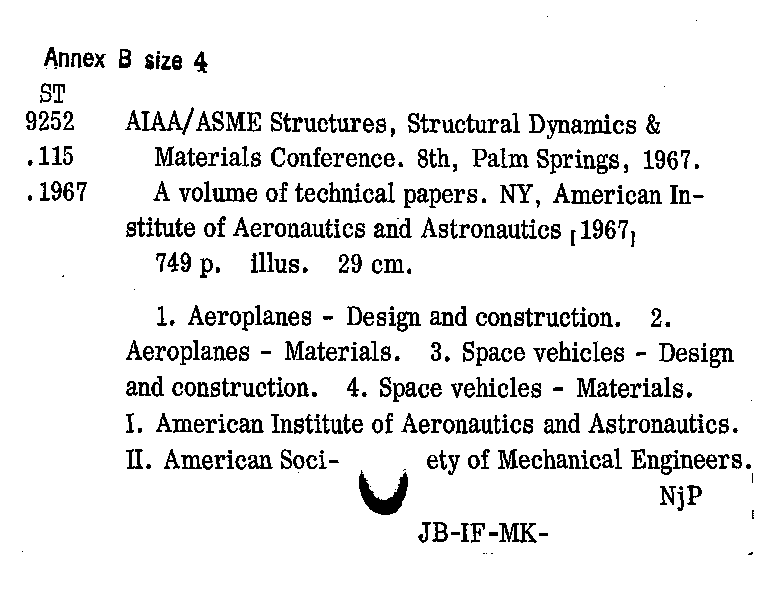 Annex B size 4
ST
9252 AIAA/ASME Structures, Structural Dynamics &
.115 Materials Conference. 8th, Palm Springs, 1967.
.1967 A volume of technical papers. NY, American In-
stitute of Aeronautics and Astronautics [1967]
749 p. illus. 29 cm.
1. Aeroplanes - Design and construction. 2.
Aeroplanes - Materials. 3. Space vehicles - Design
and construction. 4. Space vehicles - Materials.
I. American Institute of Aeronautics and Astronautics.
II. American Soci- ety of Mechanical Engineers.
NjP
JB-IF-MK-